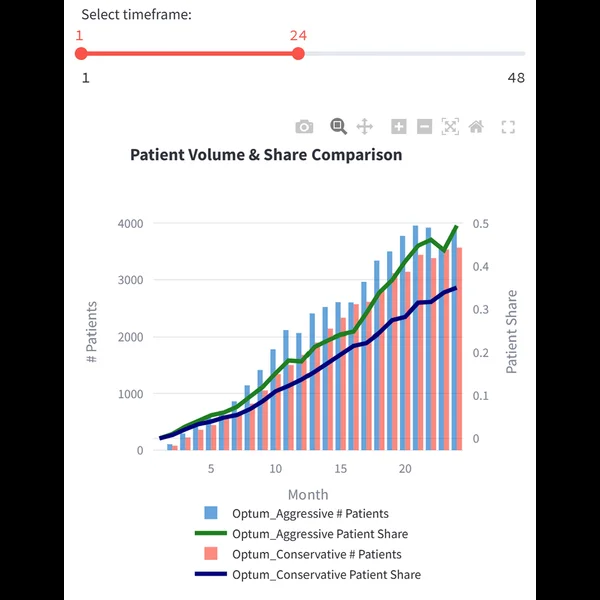 Select timeframe:
1 24
1 48
Patient Volume & Share Comparison
4000 0.5
0.4
3000
0.3
2000
0.2
1000
0.1
0 0
# Patients
Patient Share
5 10 15 20
Month
Optum_Aggressive # Patients
Optum_Aggressive Patient Share
Optum_Conservative # Patients
Optum_Conservative Patient Share